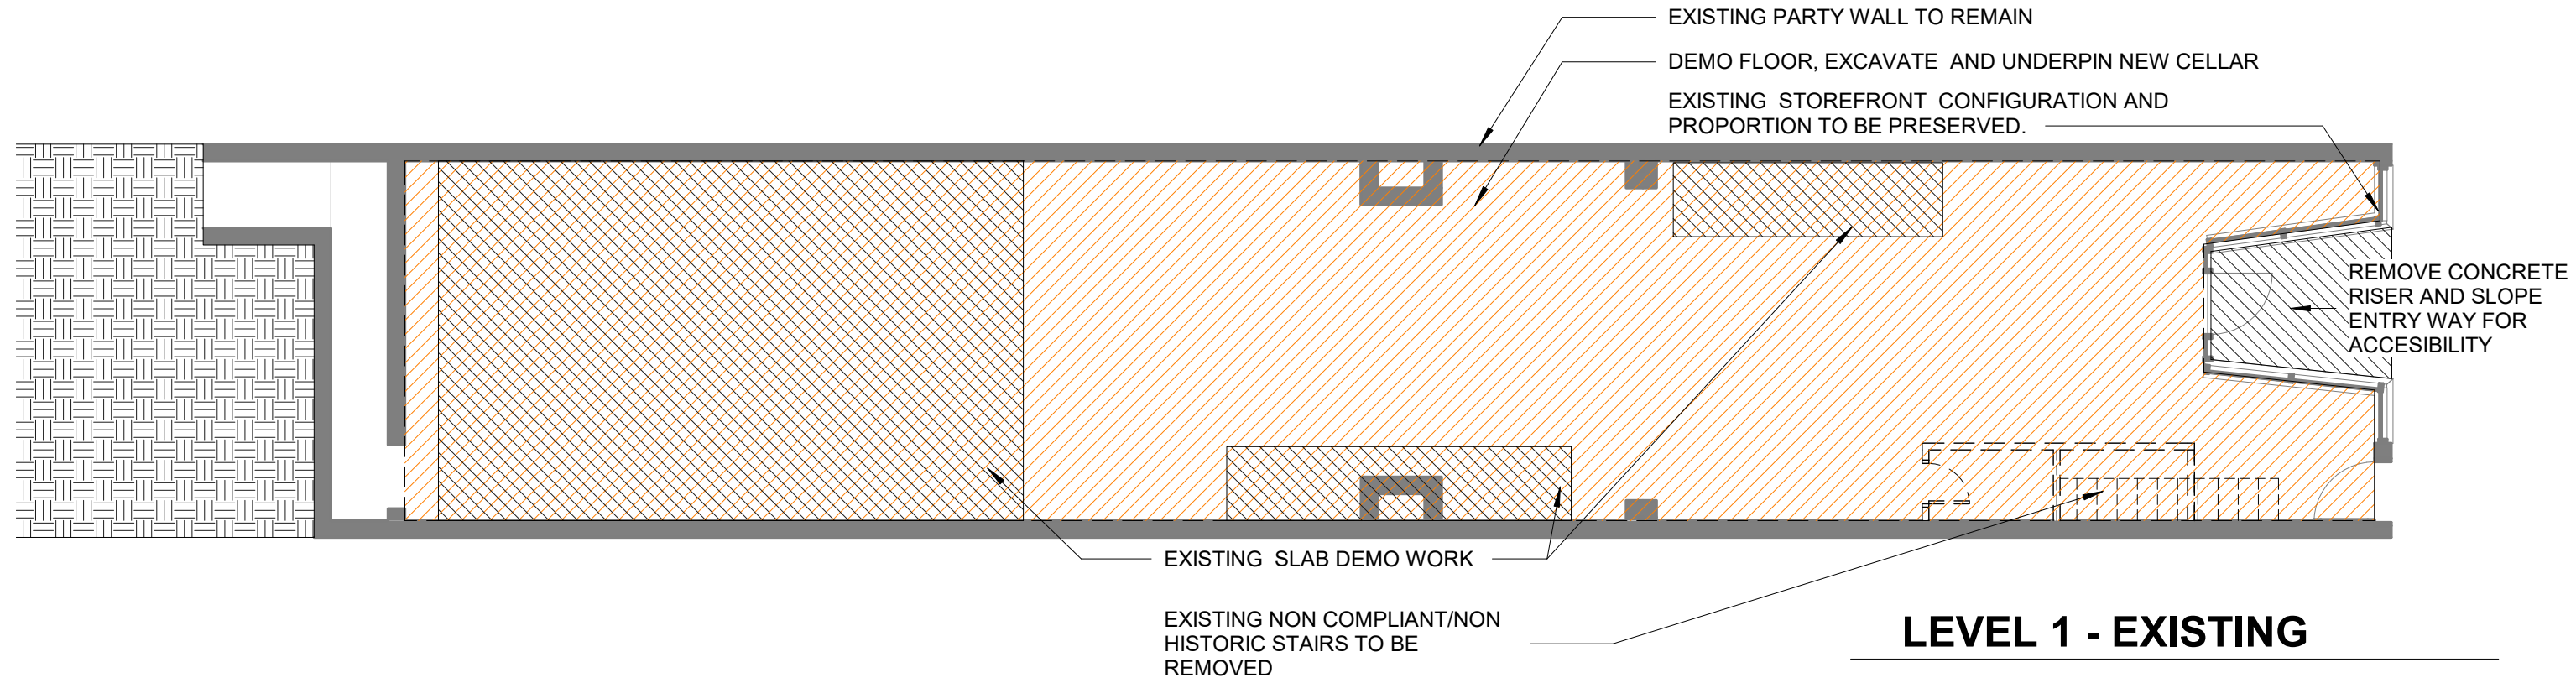 EXISTING PARTY WALL TO REMAIN
DEMO FLOOR, EXCAVATE AND UNDERPIN NEW CELLAR
EXISTING STOREFRONT CONFIGURATION AND
PROPORTION TO BE PRESERVED.
REMOVE CONCRETE
RISER AND SLOPE
ENTRY WAY FOR
ACCESIBILITY
EXISTING SLAB DEMO WORK
EXISTING NON COMPLIANT/NON
HISTORIC STAIRS TO BE
REMOVED
LEVEL 1 - EXISTING